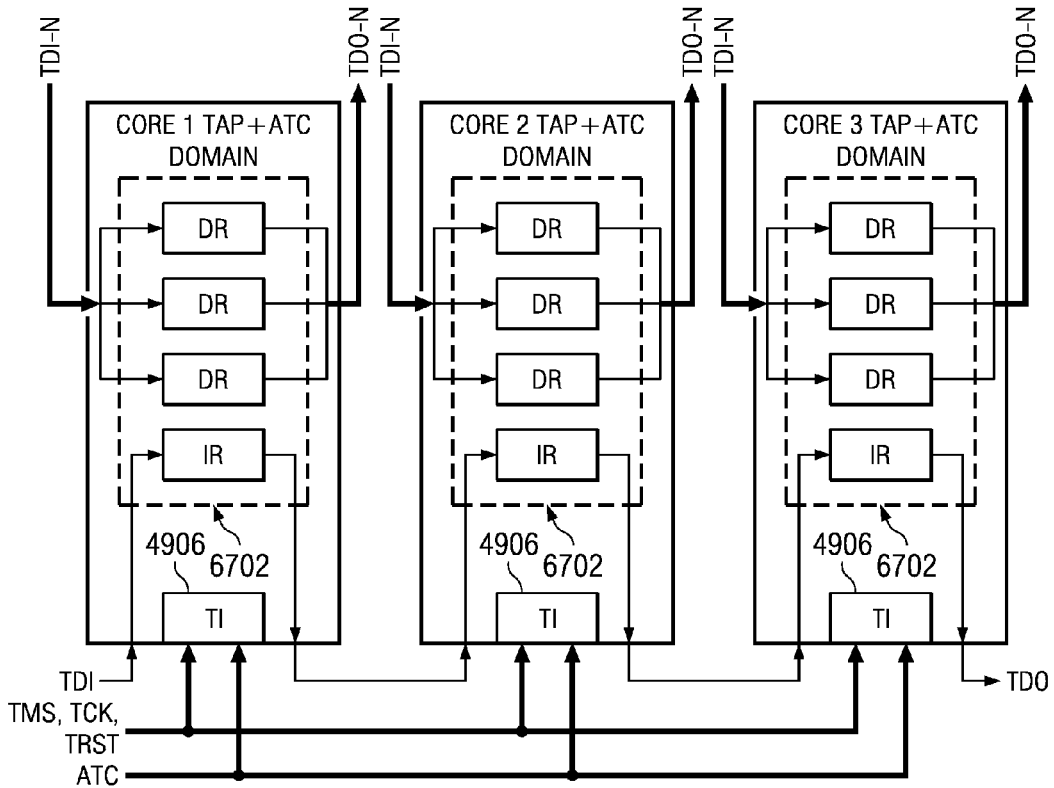 TDI-N
TDO-N
TDI-N
TDO-N
TDI-N
TDO-N
CORE 1 TAP+ATC
DOMAIN
DR
DR
DR
IR
4906
6702
TI
CORE 2 TAP+ATC
DOMAIN
DR
DR
DR
IR
4906
6702
TI
CORE 3 TAP+ATC
DOMAIN
DR
DR
DR
IR
4906
6702
TI
TDI
TDO
TMS, TCK,
TRST
ATC